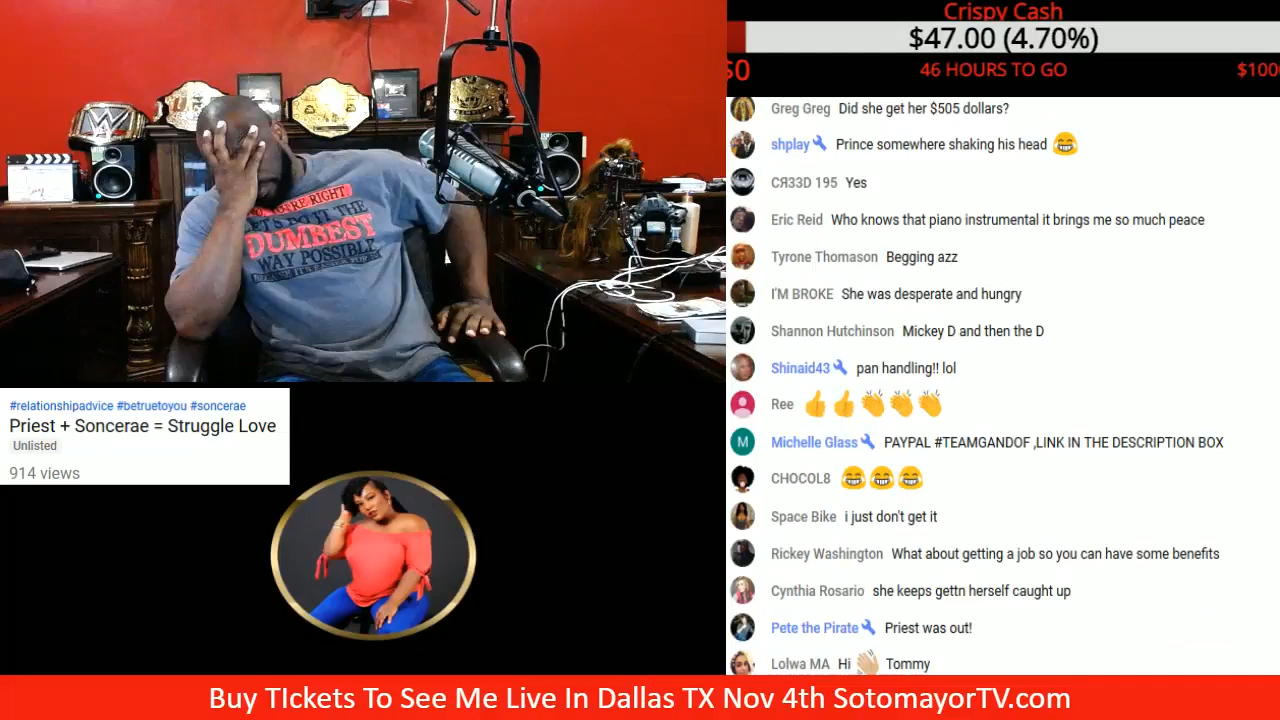 Crispy Cash
$47.00 (4.70%)
$0
46 HOURS TO GO
$100
Greg Greg Did she get her $505 dollars?
shplay Prince somewhere shaking his head
CЯ33D 195 Yes
Eric Reid Who knows that piano instrumental it brings me so much peace
Tyrone Thomason Begging azz
I'M BROKE She was desperate and hungry
Shannon Hutchinson Mickey D and then the D
Shinaid43 pan handling!! lol
Ree
M
Michelle Glass PAYPAL #TEAMGANDOF ,LINK IN THE DESCRIPTION BOX
CHOCOL8
Space Bike i just don't get it
Rickey Washington What about getting a job so you can have some benefits
Cynthia Rosario she keeps gettn herself caught up
Pete the Pirate Priest was out!
Lolwa MA Hi Tommy
W
RIGHT
IT THE
DUMBEST
WAY POSSIBLE
#relationshipadvice #betruetoyou #soncerae
Priest + Soncerae = Struggle Love
Unlisted
914 views
Buy TIckets To See Me Live In Dallas TX Nov 4th SotomayorTV.com